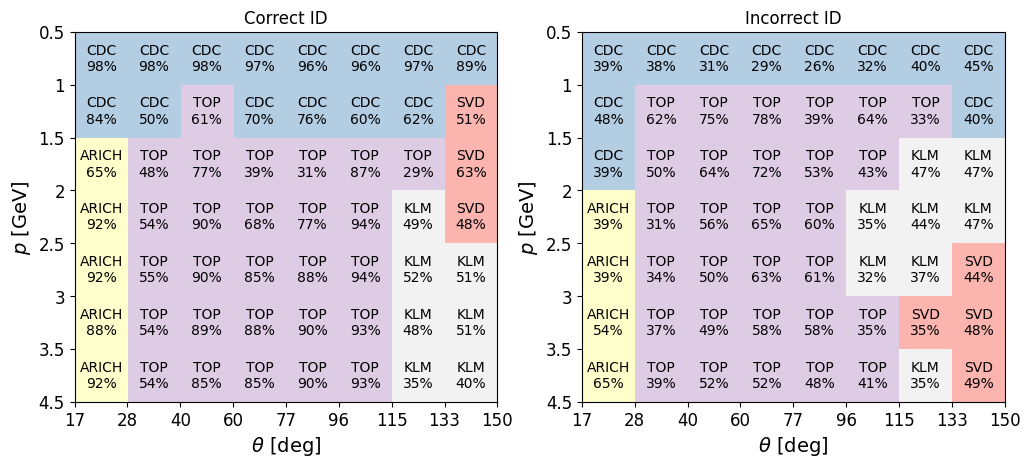 Correct ID
0.5
1
1.5
2
2.5
3
3.5
4.5
p [GeV]
CDC CDC CDC CDC CDC CDC CDC CDC
98% 98% 98% 97% 96% 96% 97% 89%
CDC CDC TOP CDC CDC CDC CDC SVD
84% 50% 61% 70% 76% 60% 62% 51%
ARICH TOP TOP TOP TOP TOP TOP SVD
65% 48% 77% 39% 31% 87% 29% 63%
ARICH TOP TOP TOP TOP TOP KLM SVD
92% 54% 90% 68% 77% 94% 49% 48%
ARICH TOP TOP TOP TOP TOP KLM KLM
92% 55% 90% 85% 88% 94% 52% 51%
ARICH TOP TOP TOP TOP TOP KLM KLM
88% 54% 89% 88% 90% 93% 48% 51%
ARICH TOP TOP TOP TOP TOP KLM KLM
92% 54% 85% 85% 90% 93% 35% 40%
17 28 40 60 77 96 115 133 150
θ [deg]
Incorrect ID
0.5
1
1.5
2
2.5
3
3.5
4.5
p [GeV]
CDC CDC CDC CDC CDC CDC CDC CDC
39% 38% 31% 29% 26% 32% 40% 45%
CDC TOP TOP TOP TOP TOP TOP CDC
48% 62% 75% 78% 39% 64% 33% 40%
CDC TOP TOP TOP TOP TOP KLM KLM
39% 50% 64% 72% 53% 43% 47% 47%
ARICH TOP TOP TOP TOP KLM KLM KLM
39% 31% 56% 65% 60% 35% 44% 47%
ARICH TOP TOP TOP TOP KLM KLM SVD
39% 34% 50% 63% 61% 32% 37% 44%
ARICH TOP TOP TOP TOP TOP SVD SVD
54% 37% 49% 58% 58% 35% 35% 48%
ARICH TOP TOP TOP TOP TOP KLM SVD
65% 39% 52% 52% 48% 41% 35% 49%
17 28 40 60 77 96 115 133 150
θ [deg]